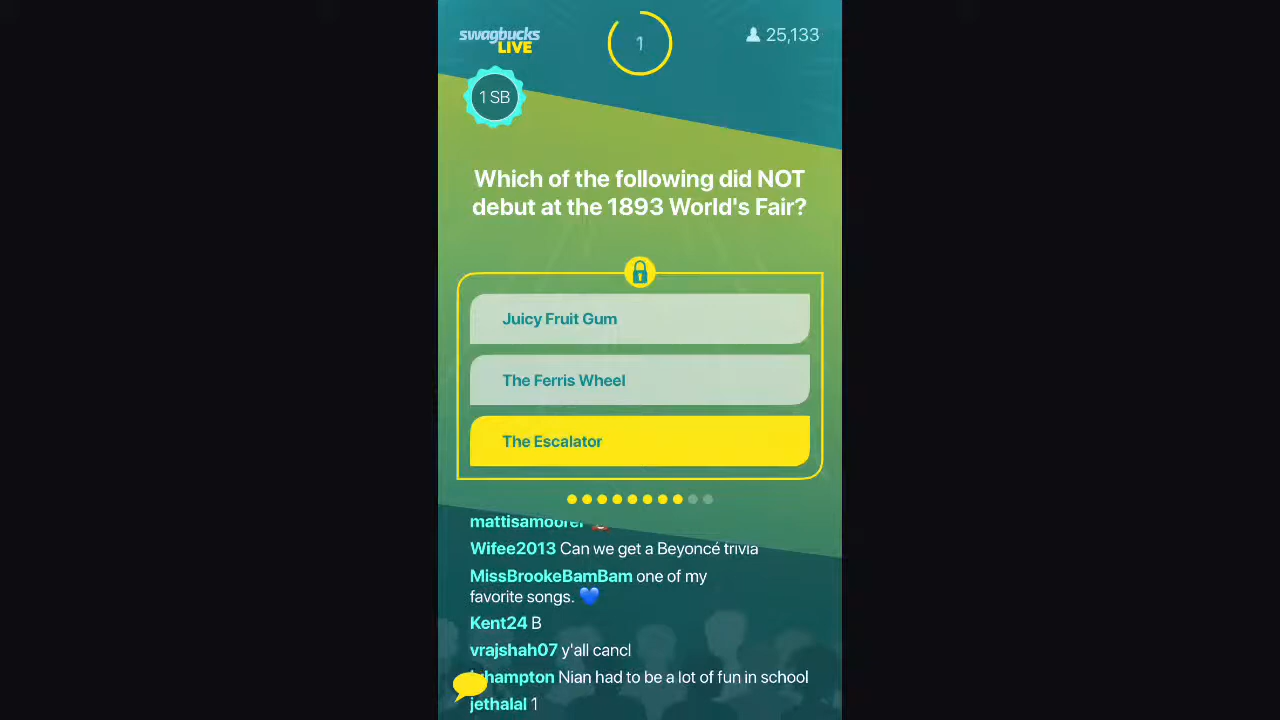 swagbucks
LIVE
1
25,133
1 SB
Which of the following did NOT
debut at the 1893 World's Fair?
Juicy Fruit Gum
The Ferris Wheel
The Escalator
Wifee2013 Can we get a Beyoncé trivia
MissBrookeBamBam one of my
favorite songs. 💙
Kent24 B
vrajshah07 y'all cancl
Nian had to be a lot of fun in school
jethalal 1